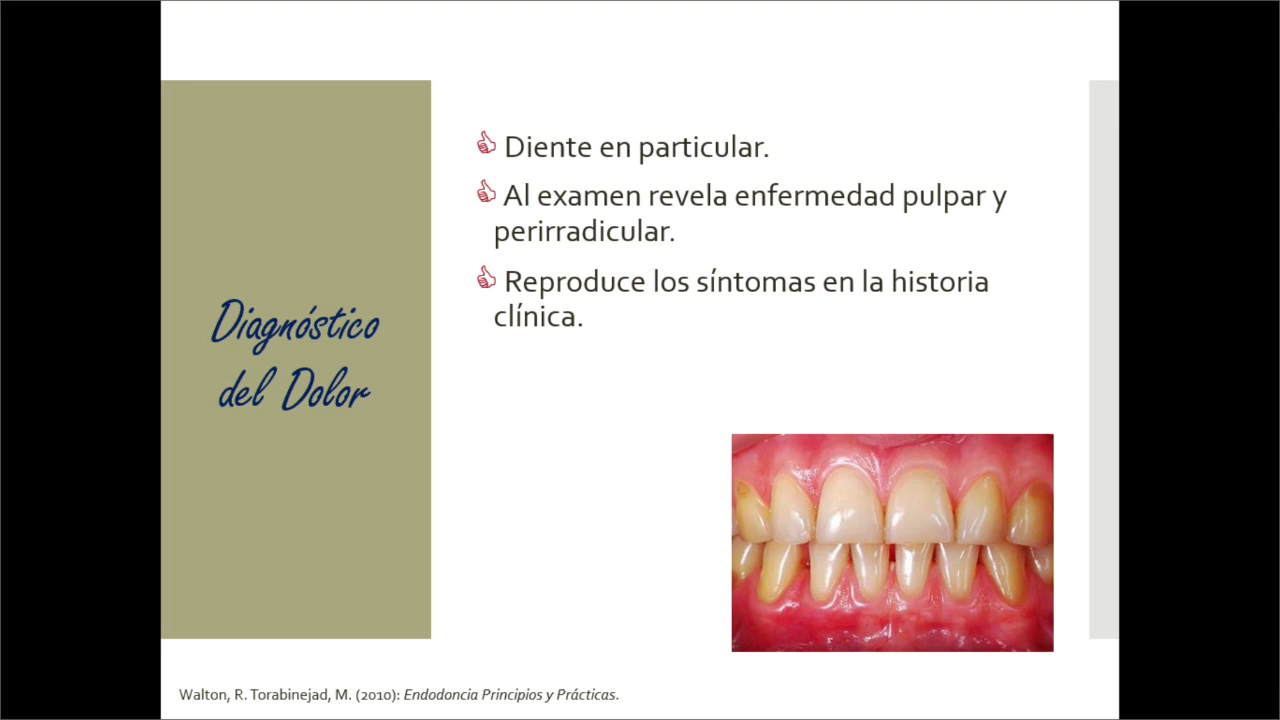 Diagnóstico
del Dolor
Diente en particular.
Al examen revela enfermedad pulpar y
perirradicular.
Reproduce los síntomas en la historia
clínica.
Walton, R. Torabinejad, M. (2010): Endodoncia Principios y Prácticas.